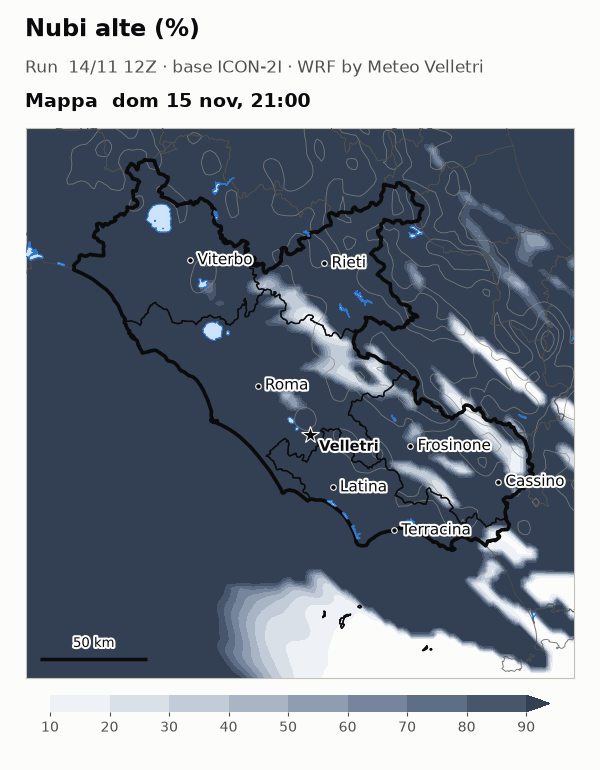 Nubi alte (%)
Run  14/11 12Z · base ICON-2I · WRF by Meteo Velletri
Mappa  dom 15 nov, 21:00
Viterbo
Rieti
Roma
Velletri
Frosinone
Cassino
Latina
Terracina
50 km
10 20 30 40 50 60 70 80 90